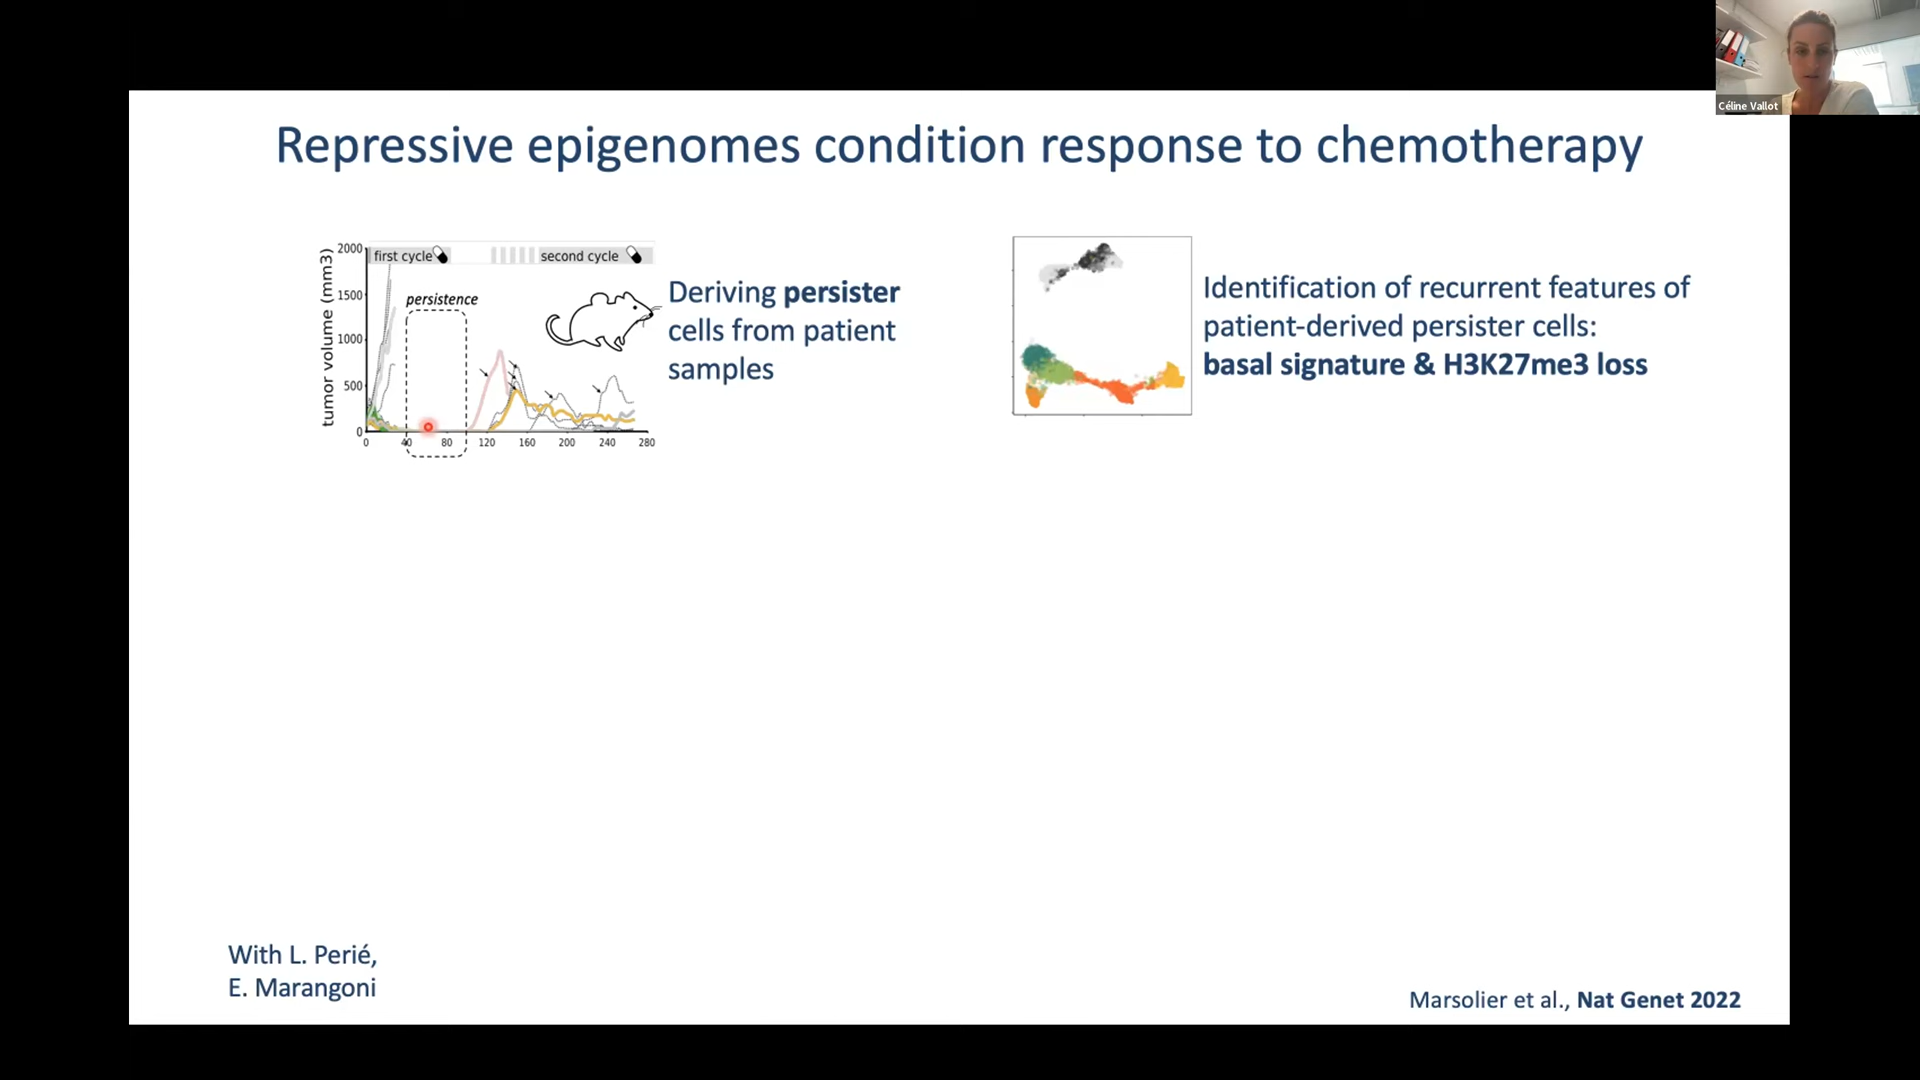 Céline Vallot
Repressive epigenomes condition response to chemotherapy
tumor volume (mm3)
2000
1500
1000
500
0
first cycle
second cycle
persistence
0 40 80 120 160 200 240 280
Deriving persister
cells from patient
samples
Identification of recurrent features of
patient-derived persister cells:
basal signature & H3K27me3 loss
With L. Perié,
E. Marangoni
Marsolier et al., Nat Genet 2022